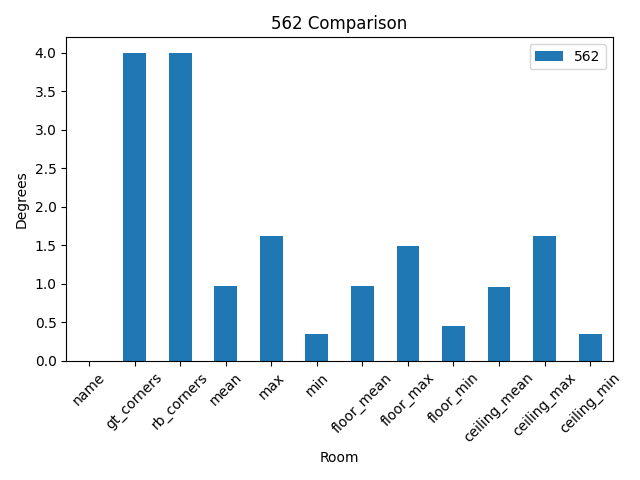 562 Comparison
562
Degrees
4.0
3.5
3.0
2.5
2.0
1.5
1.0
0.5
0.0
name
gt_corners
rb_corners
mean
max
min
floor_mean
floor_max
floor_min
ceiling_mean
ceiling_max
ceiling_min
Room